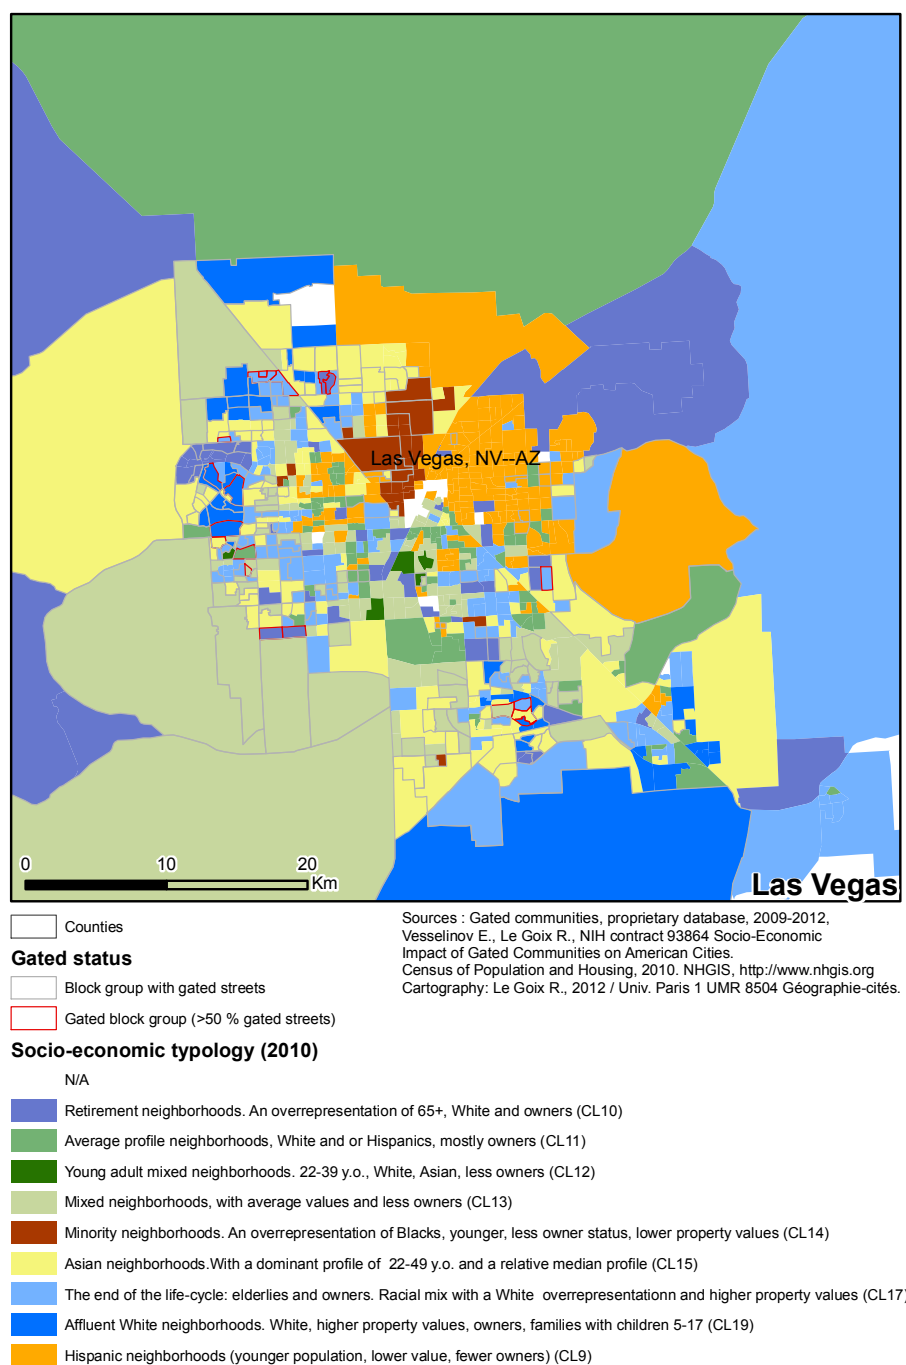 Las Vegas, NV--AZ
0 10 20
Km
Las Vegas
Counties
Gated status
Block group with gated streets
Gated block group (>50 % gated streets)
Sources : Gated communities, proprietary database, 2009-2012,
Vesselinov E., Le Goix R., NIH contract 93864 Socio-Economic
Impact of Gated Communities on American Cities.
Census of Population and Housing, 2010. NHGIS, http://www.nhgis.org
Cartography: Le Goix R., 2012 / Univ. Paris 1 UMR 8504 Géographie-cités.
Socio-economic typology (2010)
N/A
Retirement neighborhoods. An overrepresentation of 65+, White and owners (CL10)
Average profile neighborhoods, White and or Hispanics, mostly owners (CL11)
Young adult mixed neighborhoods. 22-39 y.o., White, Asian, less owners (CL12)
Mixed neighborhoods, with average values and less owners (CL13)
Minority neighborhoods. An overrepresentation of Blacks, younger, less owner status, lower property values (CL14)
Asian neighborhoods.With a dominant profile of 22-49 y.o. and a relative median profile (CL15)
The end of the life-cycle: elderlies and owners. Racial mix with a White overrepresentationn and higher property values (CL17)
Affluent White neighborhoods. White, higher property values, owners, families with children 5-17 (CL19)
Hispanic neighborhoods (younger population, lower value, fewer owners) (CL9)